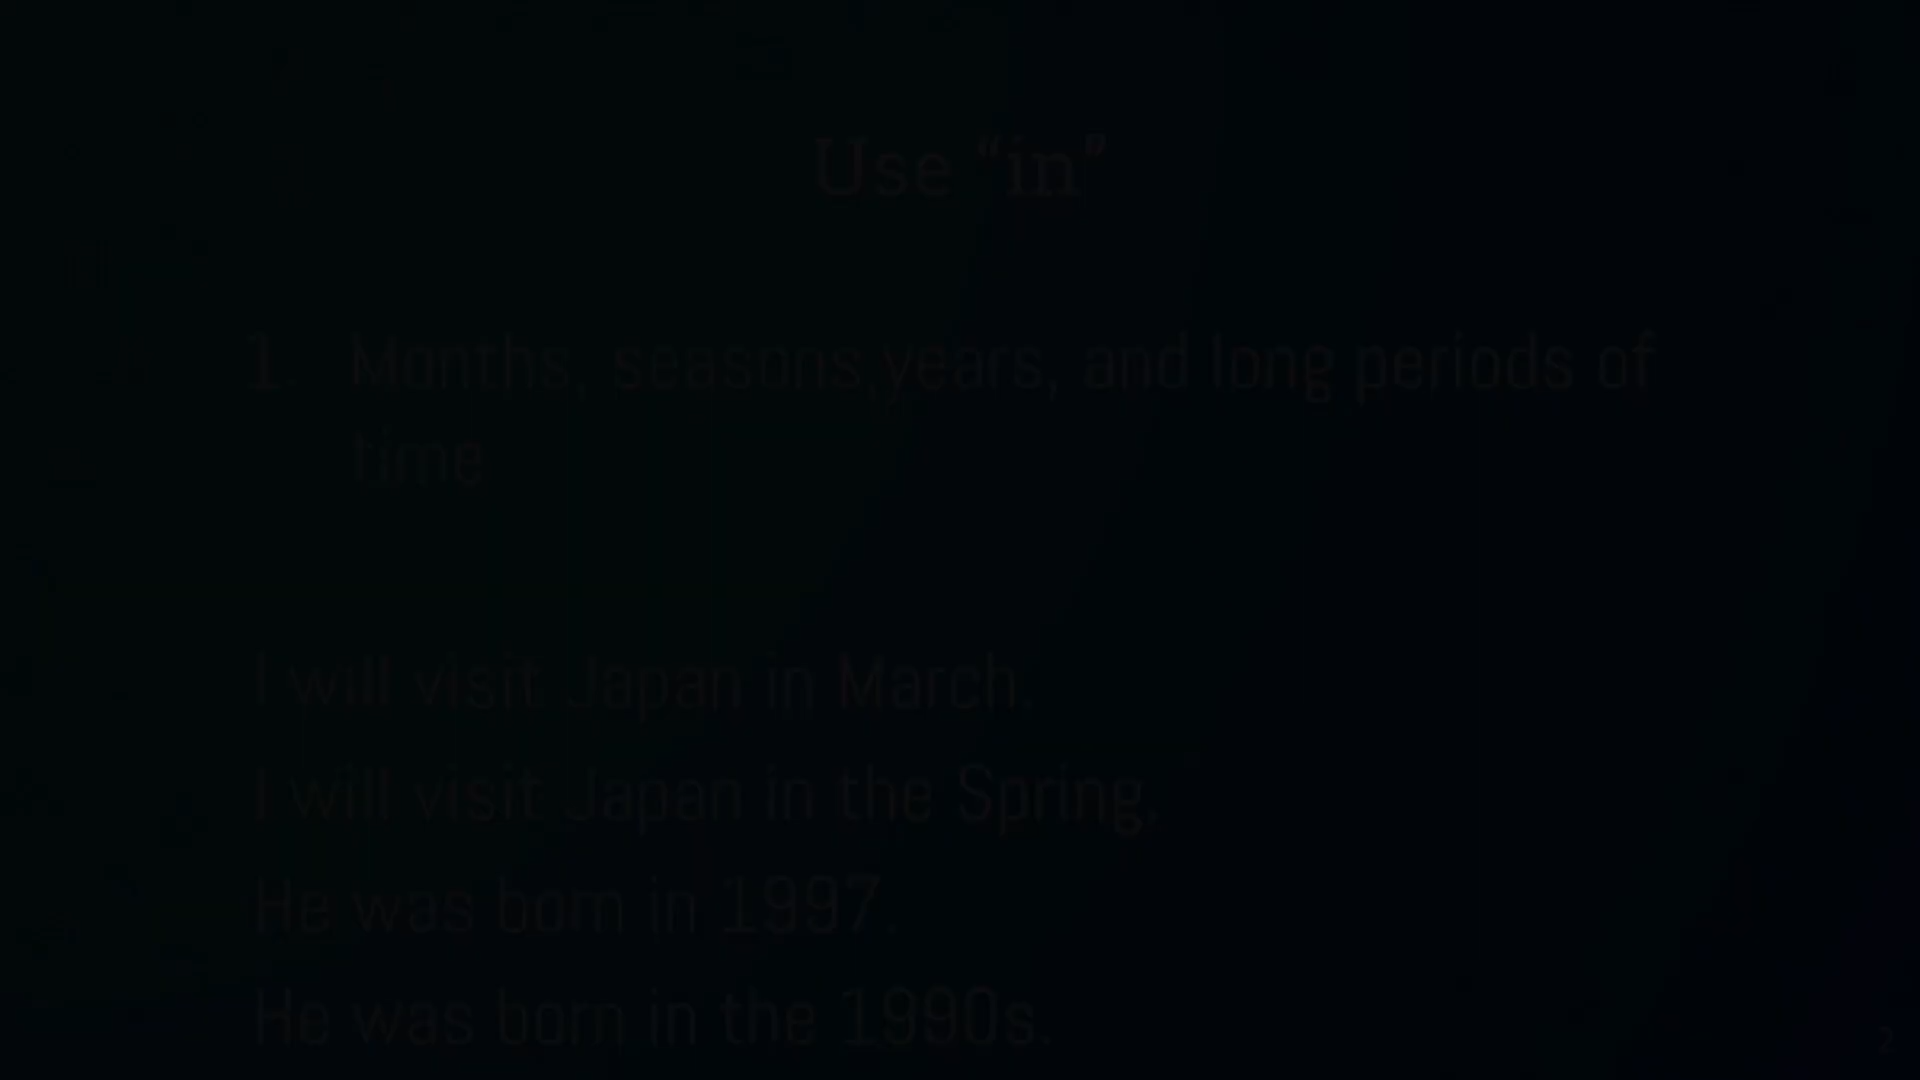 Use “in”
1. Months, seasons,years, and long periods of
time
I will visit Japan in March.
I will visit Japan in the Spring.
He was born in 1997.
He was born in the 1990s.
2